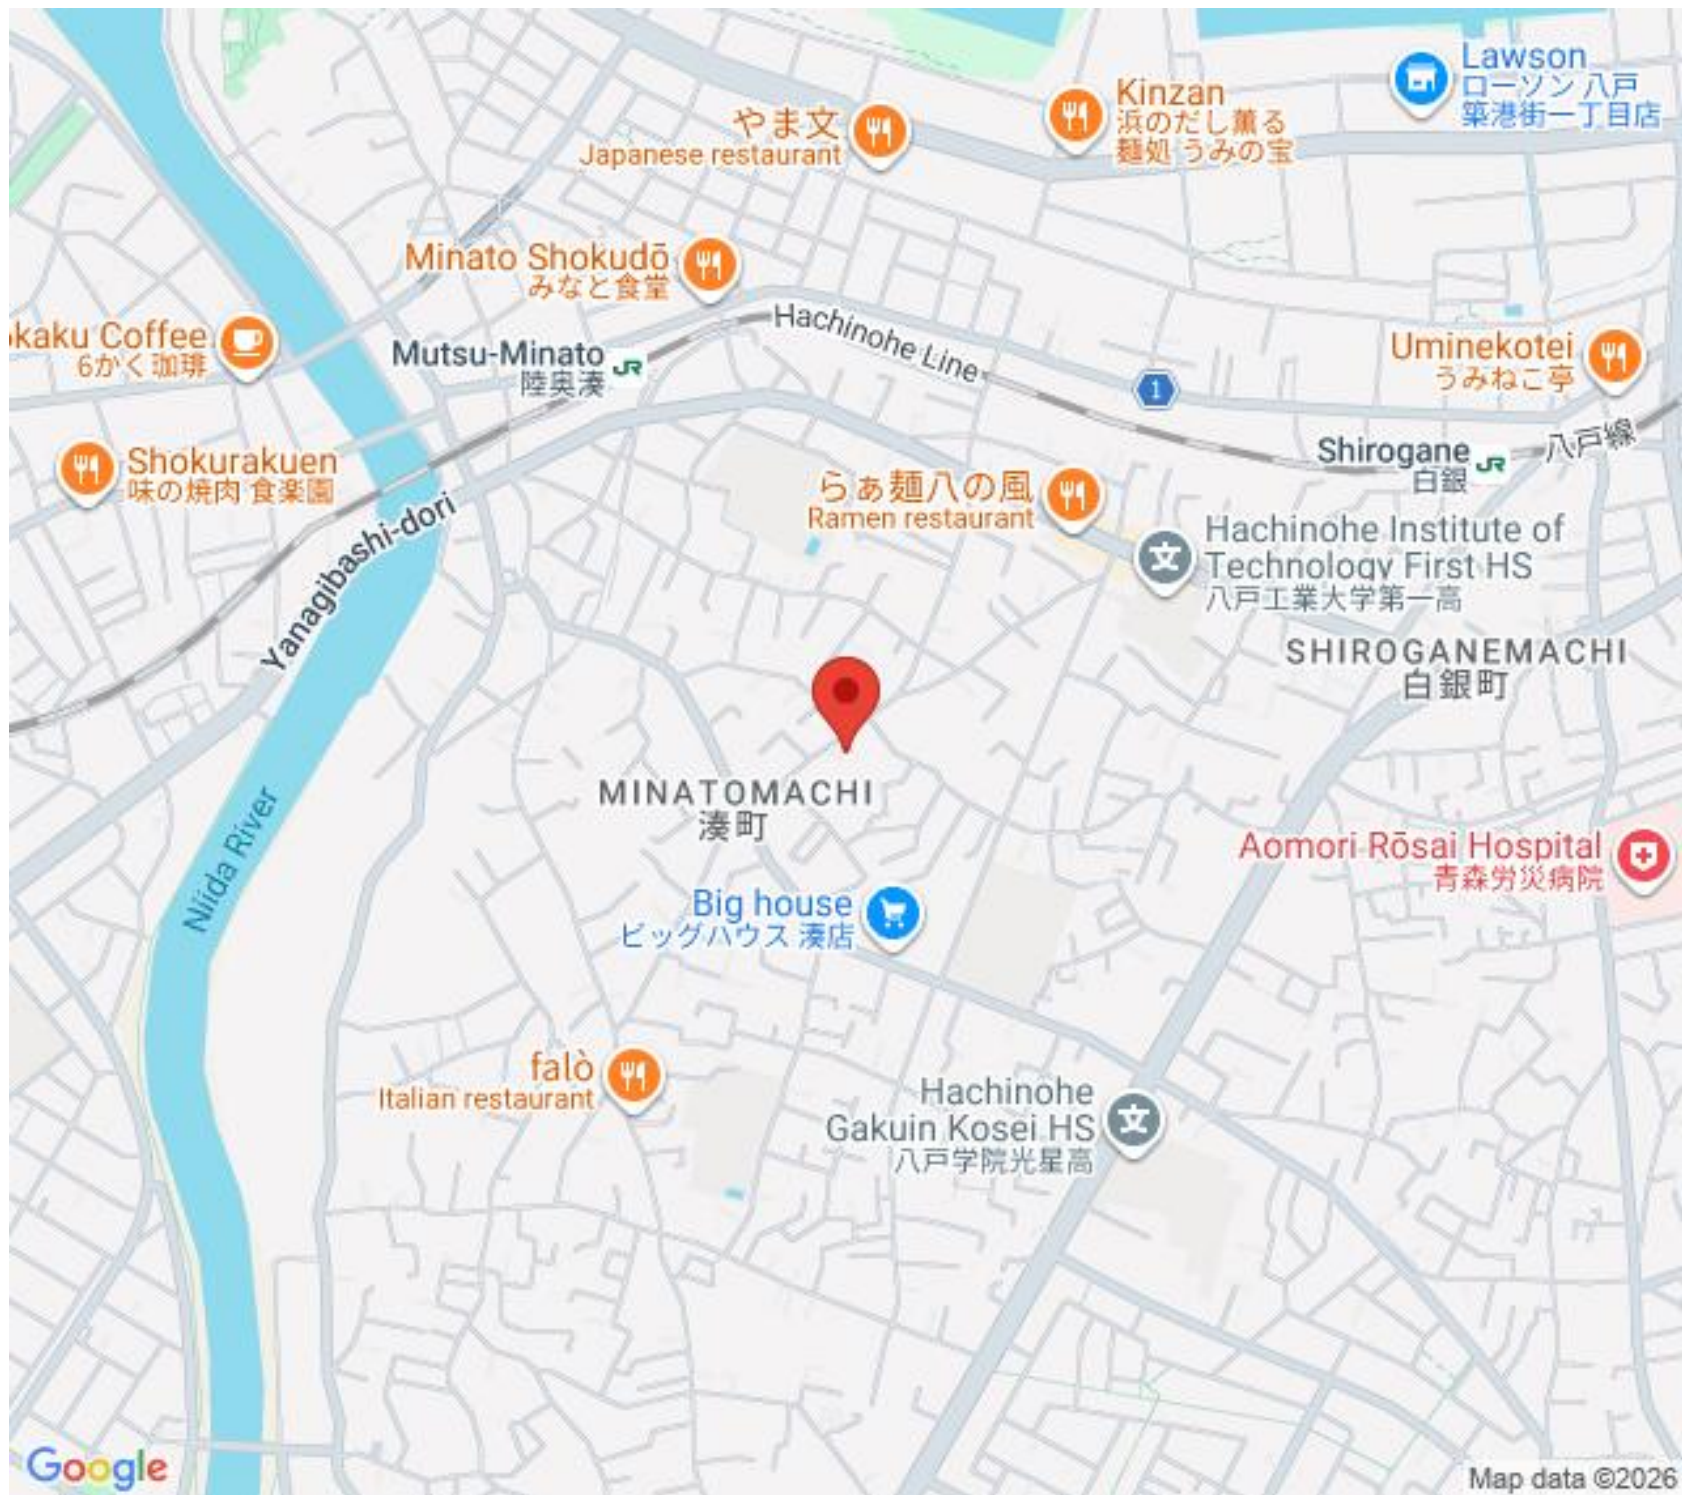 Lawson
ローソン 八戸
築港街一丁目店
Kinzan
浜のだし薫る
麺処 うみの宝
やま文
Japanese restaurant
Minato Shokudō
みなと食堂
Hachinohe Line
okaku Coffee
6かく珈琲
Mutsu-Minato
陸奥湊
JR
1
Uminekotei
うみねこ亭
Shirogane
白銀
JR
八戸線
Shokurakuen
味の焼肉 食楽園
らぁ麺八の風
Ramen restaurant
Yanagibashi-dori
文
Hachinohe Institute of
Technology First HS
八戸工業大学第一高
SHIROGANEMACHI
白銀町
MINATOMACHI
湊町
Niida River
Aomori Rōsai Hospital
青森労災病院
Big house
ビッグハウス 湊店
falò
Italian restaurant
Hachinohe
Gakuin Kosei HS
八戸学院光星高
文
Google
Map data ©2026